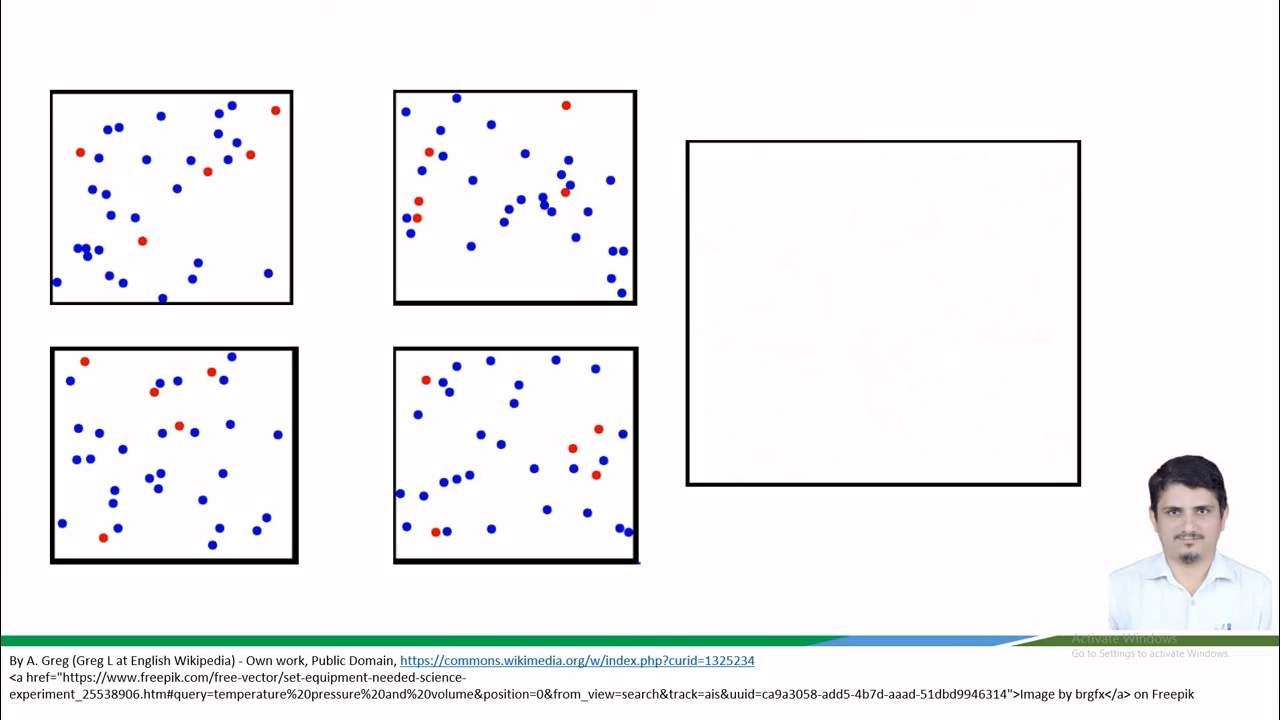 Activate Windows
Go to Settings to activate Windows.
By A. Greg (Greg L at English Wikipedia) - Own work, Public Domain, https://commons.wikimedia.org/w/index.php?curid=1325234
<a href="https://www.freepik.com/free-vector/set-equipment-needed-science-
experiment_25538906.htm#query=temperature%20pressure%20and%20volume&position=0&from_view=search&track=ais&uuid=ca9a3058-add5-4b7d-aaad-51dbd9946314">Image by brgfx</a> on Freepik